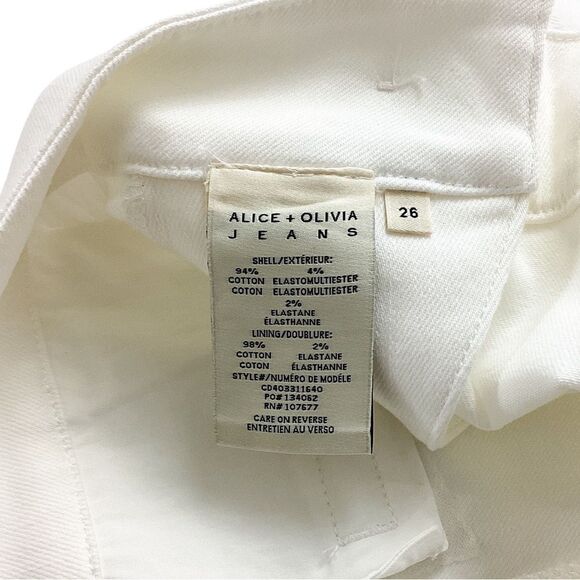 ALICE + OLIVIA
JEANS
26
SHELL/EXTÉRIEUR:
94% 4%
COTTON ELASTOMULTIESTER
COTON ELASTOMULTIESTER
2%
ELASTANE
ÉLASTHANNE
LINING/DOUBLURE:
98% 2%
COTTON ELASTANE
COTON ÉLASTHANNE
STYLE#/NUMÉRO DE MODÉLE
CD403311640
PO# 134062
RN# 107677
CARE ON REVERSE
ENTRETIEN AU VERSO